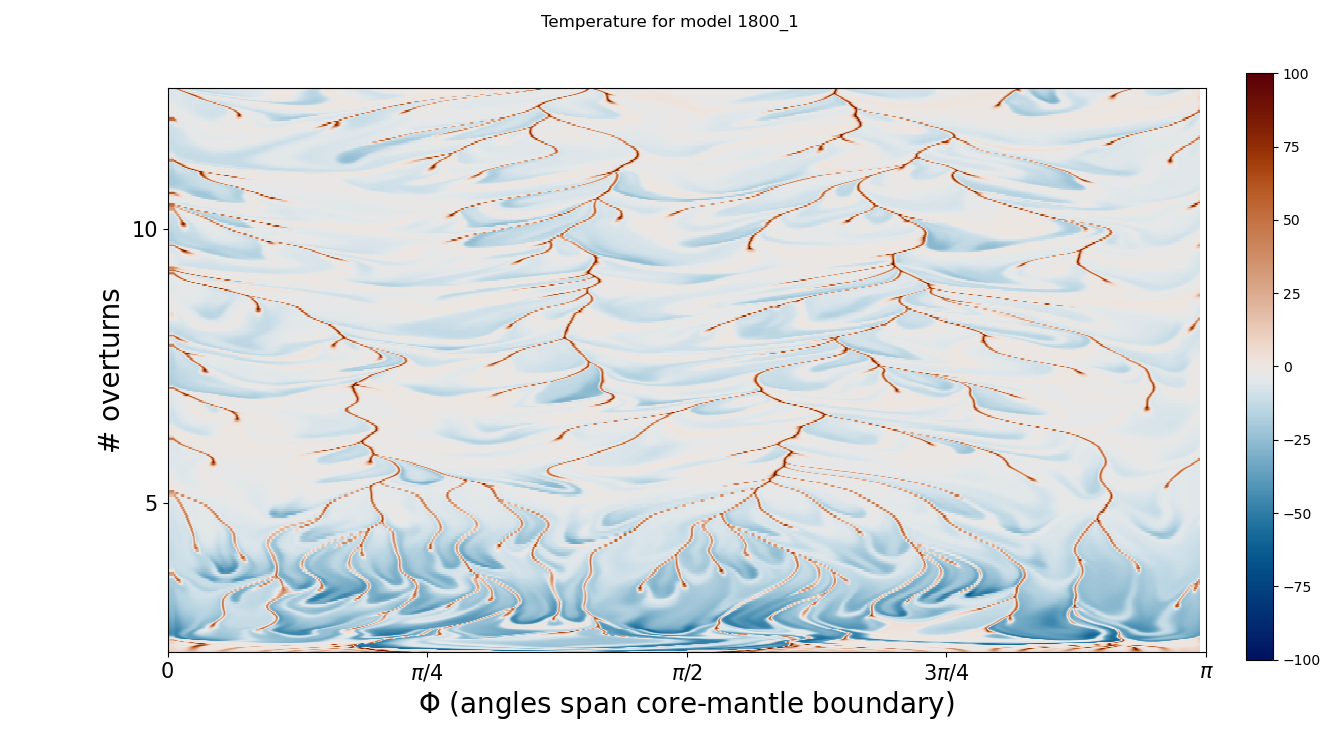 Temperature for model 1800_1
# overturns
10
5
0
π/4
π/2
3π/4
π
Φ (angles span core-mantle boundary)
100
75
50
25
0
−25
−50
−75
−100